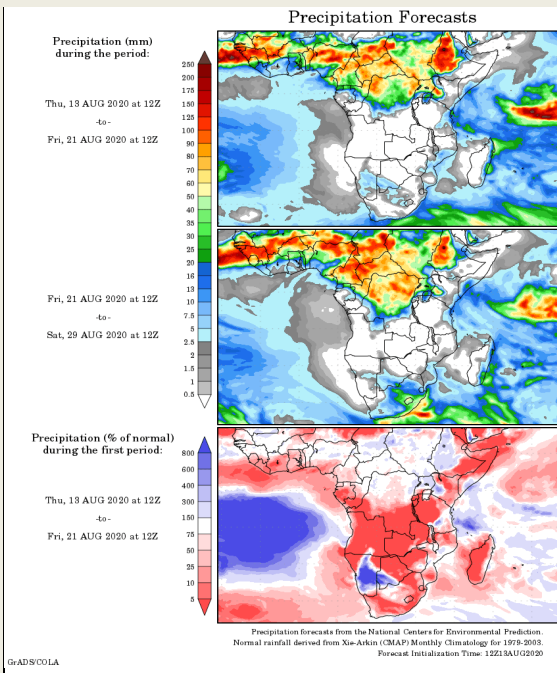 Precipitation Forecasts
Precipitation (mm)
during the period:
Thu, 13 AUG 2020 at 12Z
-to-
Fri, 21 AUG 2020 at 12Z
250
200
175
150
125
100
90
80
70
60
50
40
35
30
25
20
16
13
10
7.5
5
2.5
2
1.5
1
0.5
Fri, 21 AUG 2020 at 12Z
-to-
Sat, 29 AUG 2020 at 12Z
Precipitation (% of normal)
during the first period:
Thu, 13 AUG 2020 at 12Z
-to-
Fri, 21 AUG 2020 at 12Z
800
600
400
300
150
75
50
25
10
5
Precipitation forecasts from the National Centers for Environmental Prediction.
Normal rainfall derived from Xie-Arkin (CMAP) Monthly Climatology for 1979-2003.
Forecast Initialization Time: 12Z13AUG2020
GrADS/COLA